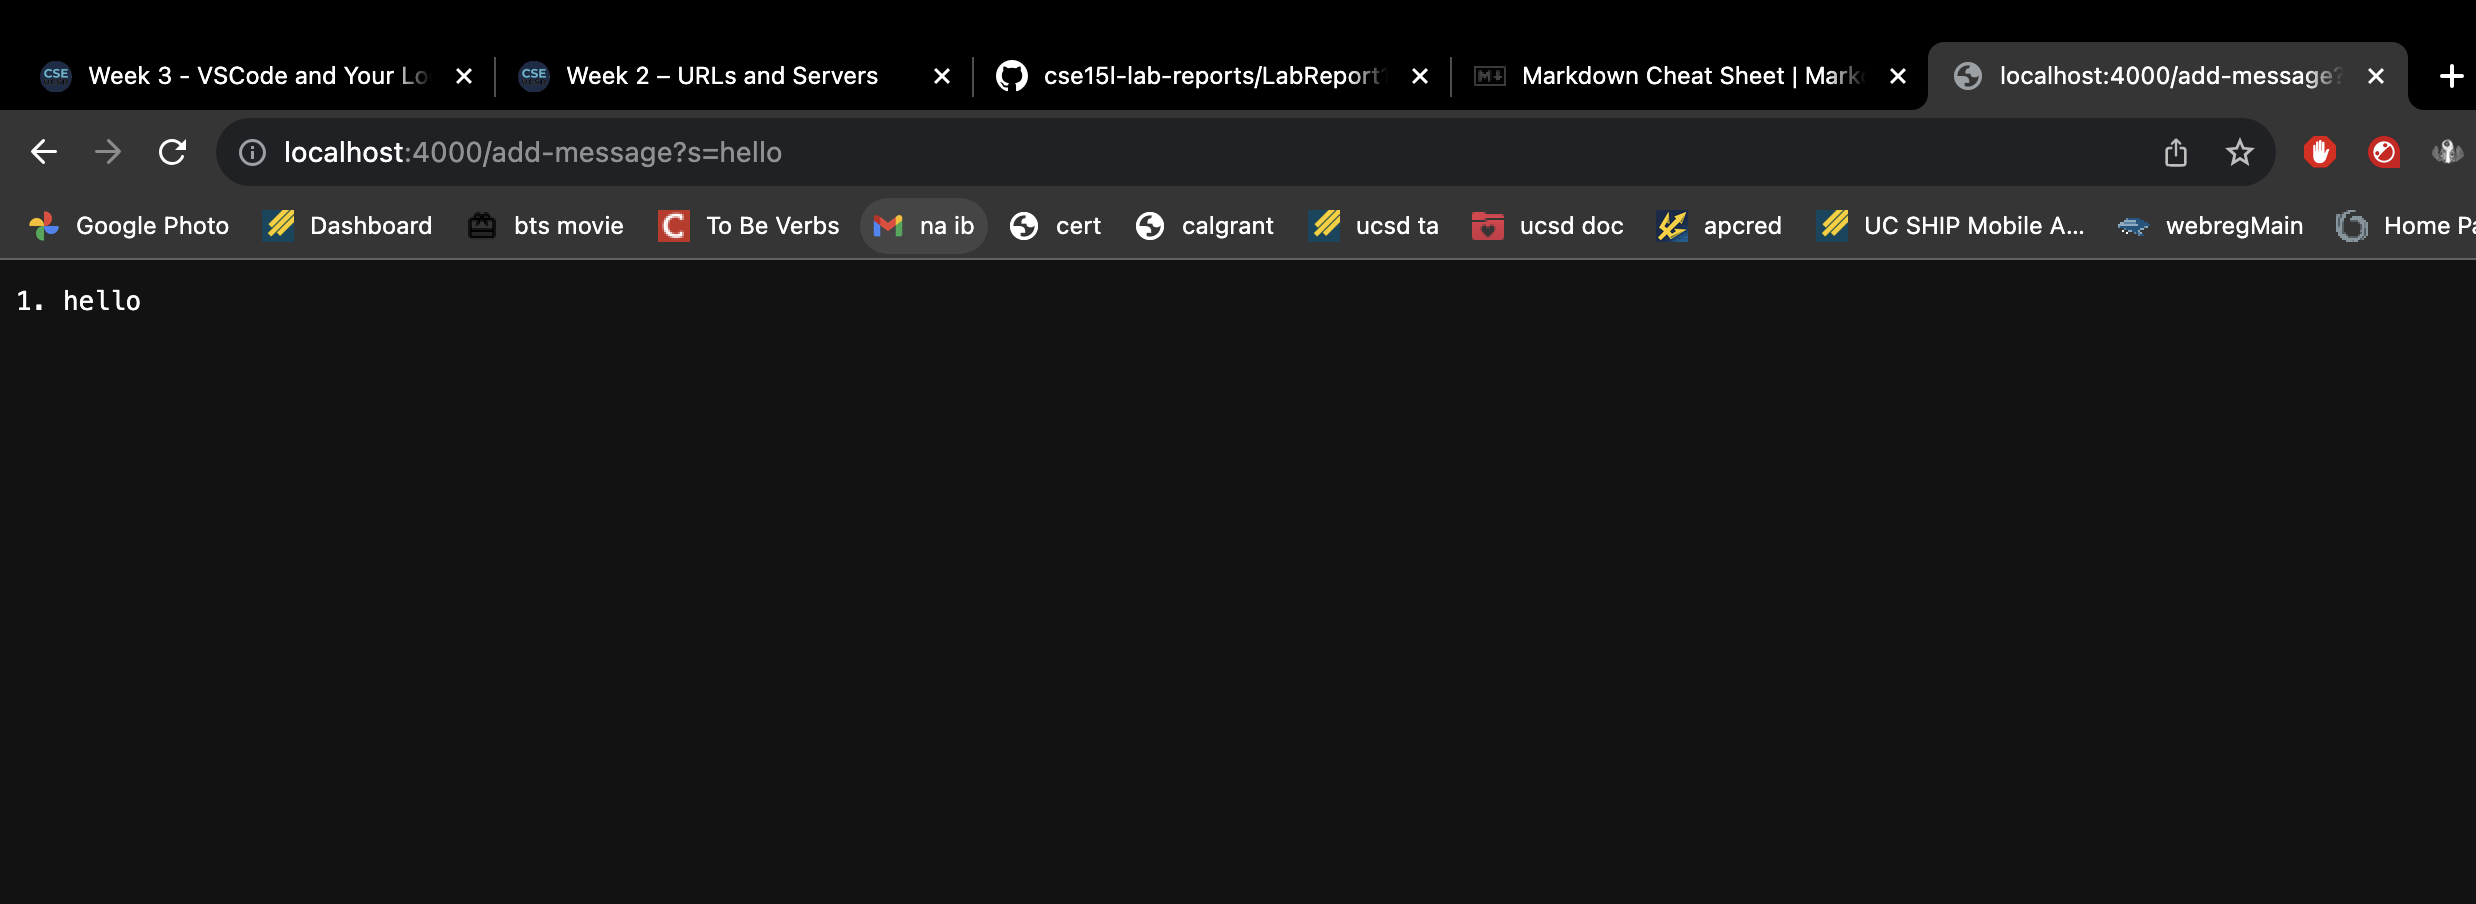 CSE Week 3 - VSCode and Your Lo CSE Week 2 – URLs and Servers cse15l-lab-reports/LabReport1 M Markdown Cheat Sheet | Mark localhost:4000/add-message?
localhost:4000/add-message?s=hello
Google Photo Dashboard bts movie C To Be Verbs na ib cert calgrant ucsd ta ucsd doc apcred UC SHIP Mobile A... webregMain Home Pa
1. hello